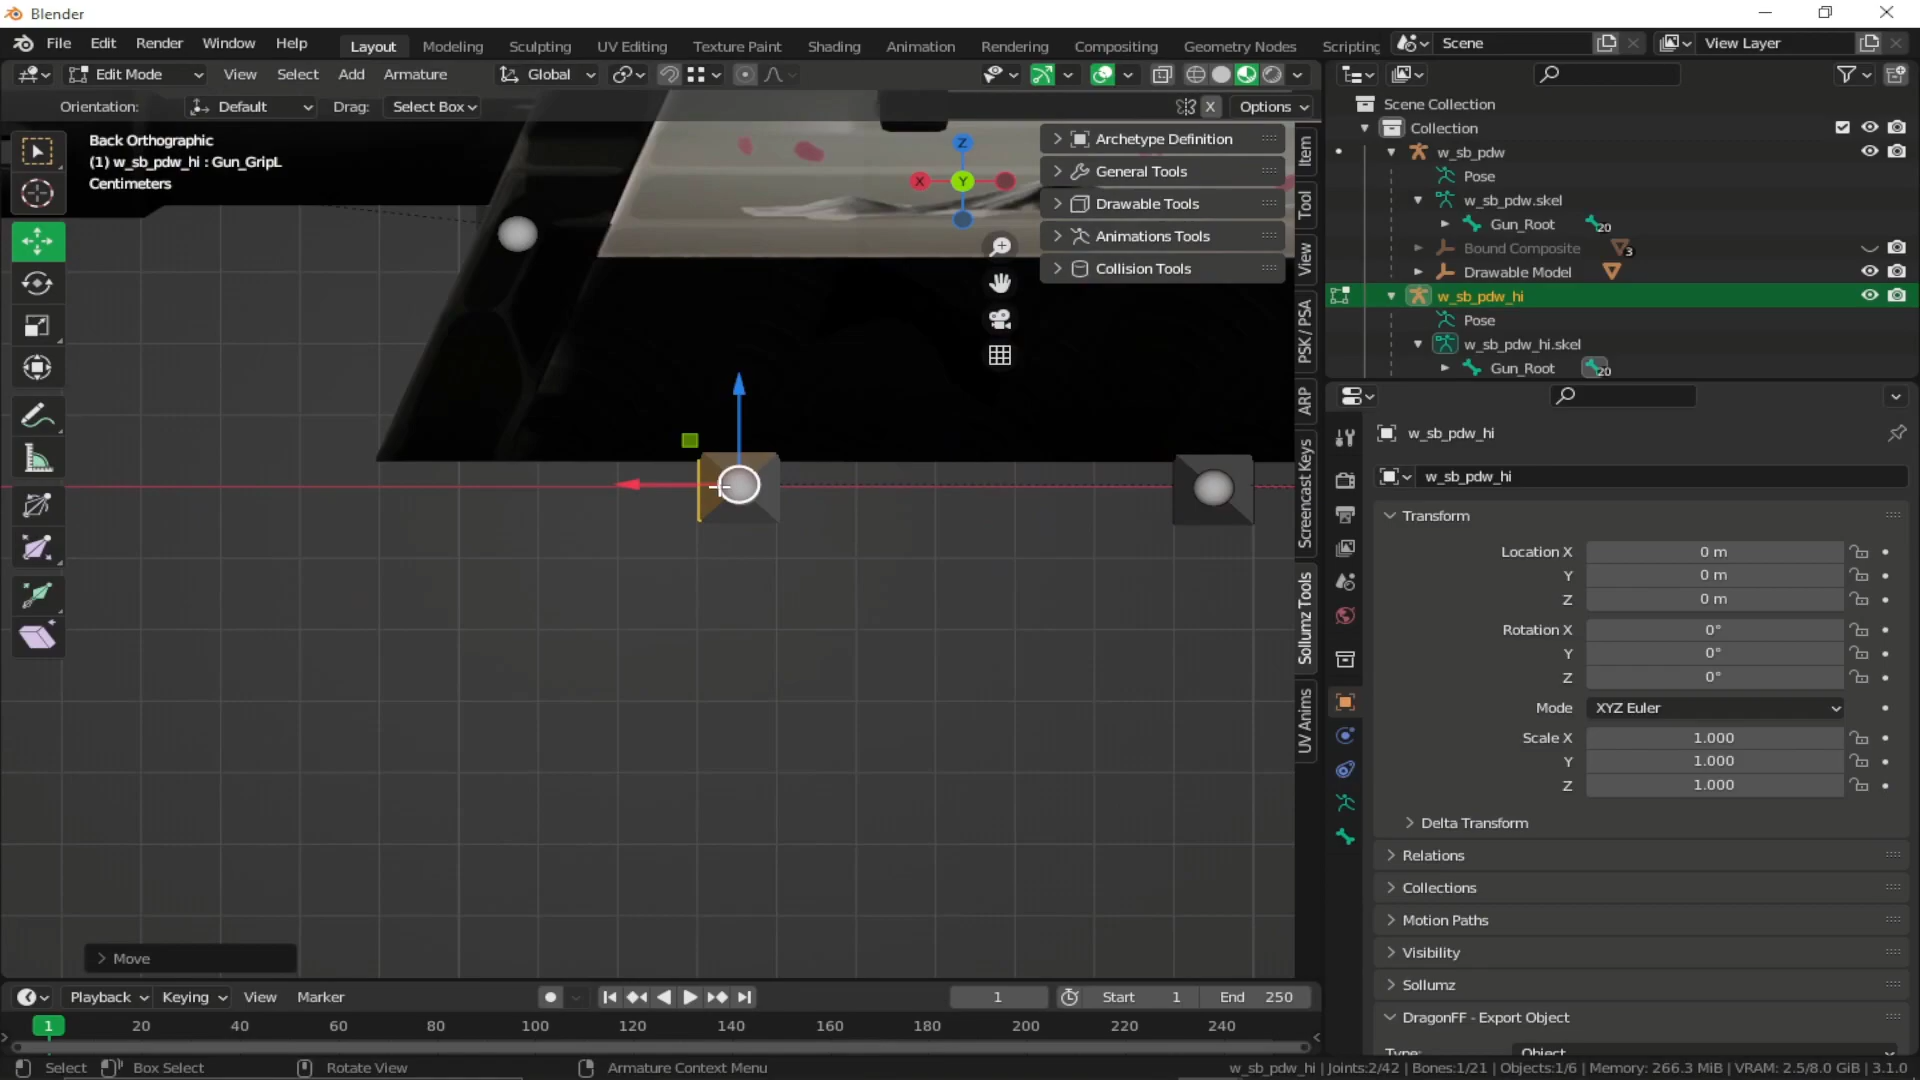 Blender
File Edit Render Window Help Layout Modeling Sculpting UV Editing Texture Paint Shading Animation Rendering Compositing Geometry Nodes Scripting Scene View Layer
Edit Mode View Select Add Armature Global
Orientation: Default Drag: Select Box X Options
Back Orthographic
(1) w_sb_pdw_hi : Gun_GripL
Centimeters
Z
X
Y
Archetype Definition
General Tools
Drawable Tools
Animations Tools
Collision Tools
Item
Tool
View
PSK / PSA
ARP
Screencast Keys
Sollumz Tools
UV Anims
Scene Collection
Collection
w_sb_pdw
Pose
w_sb_pdw.skel
Gun_Root 20
Bound Composite 3
Drawable Model
w_sb_pdw_hi
Pose
w_sb_pdw_hi.skel
Gun_Root 20
w_sb_pdw_hi
w_sb_pdw_hi
Transform
Location X 0 m
Y 0 m
Z 0 m
Rotation X 0°
Y 0°
Z 0°
Mode XYZ Euler
Scale X 1.000
Y 1.000
Z 1.000
Delta Transform
Relations
Collections
Motion Paths
Visibility
Sollumz
DragonFF - Export Object
Type: Object
Move
Playback Keying View Marker 1 Start 1 End 250
1 20 40 60 80 100 120 140 160 180 200 220 240
Select Box Select Rotate View Armature Context Menu w_sb_pdw_hi | Joints:2/42 | Bones:1/21 | Objects:1/6 | Memory: 266.3 MiB | VRAM: 2.5/8.0 GiB | 3.1.0